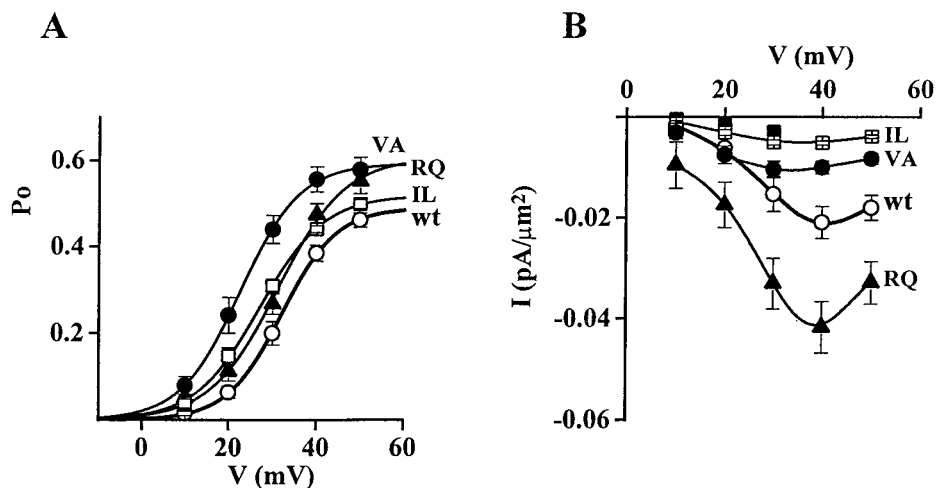 A
Po
0.6
0.4
0.2
0 20 40 60
V (mV)
VA
RQ
IL
wt
B
V (mV)
0 20 40 60
-0.02
-0.04
-0.06
I (pA/μm²)
IL
VA
wt
RQ